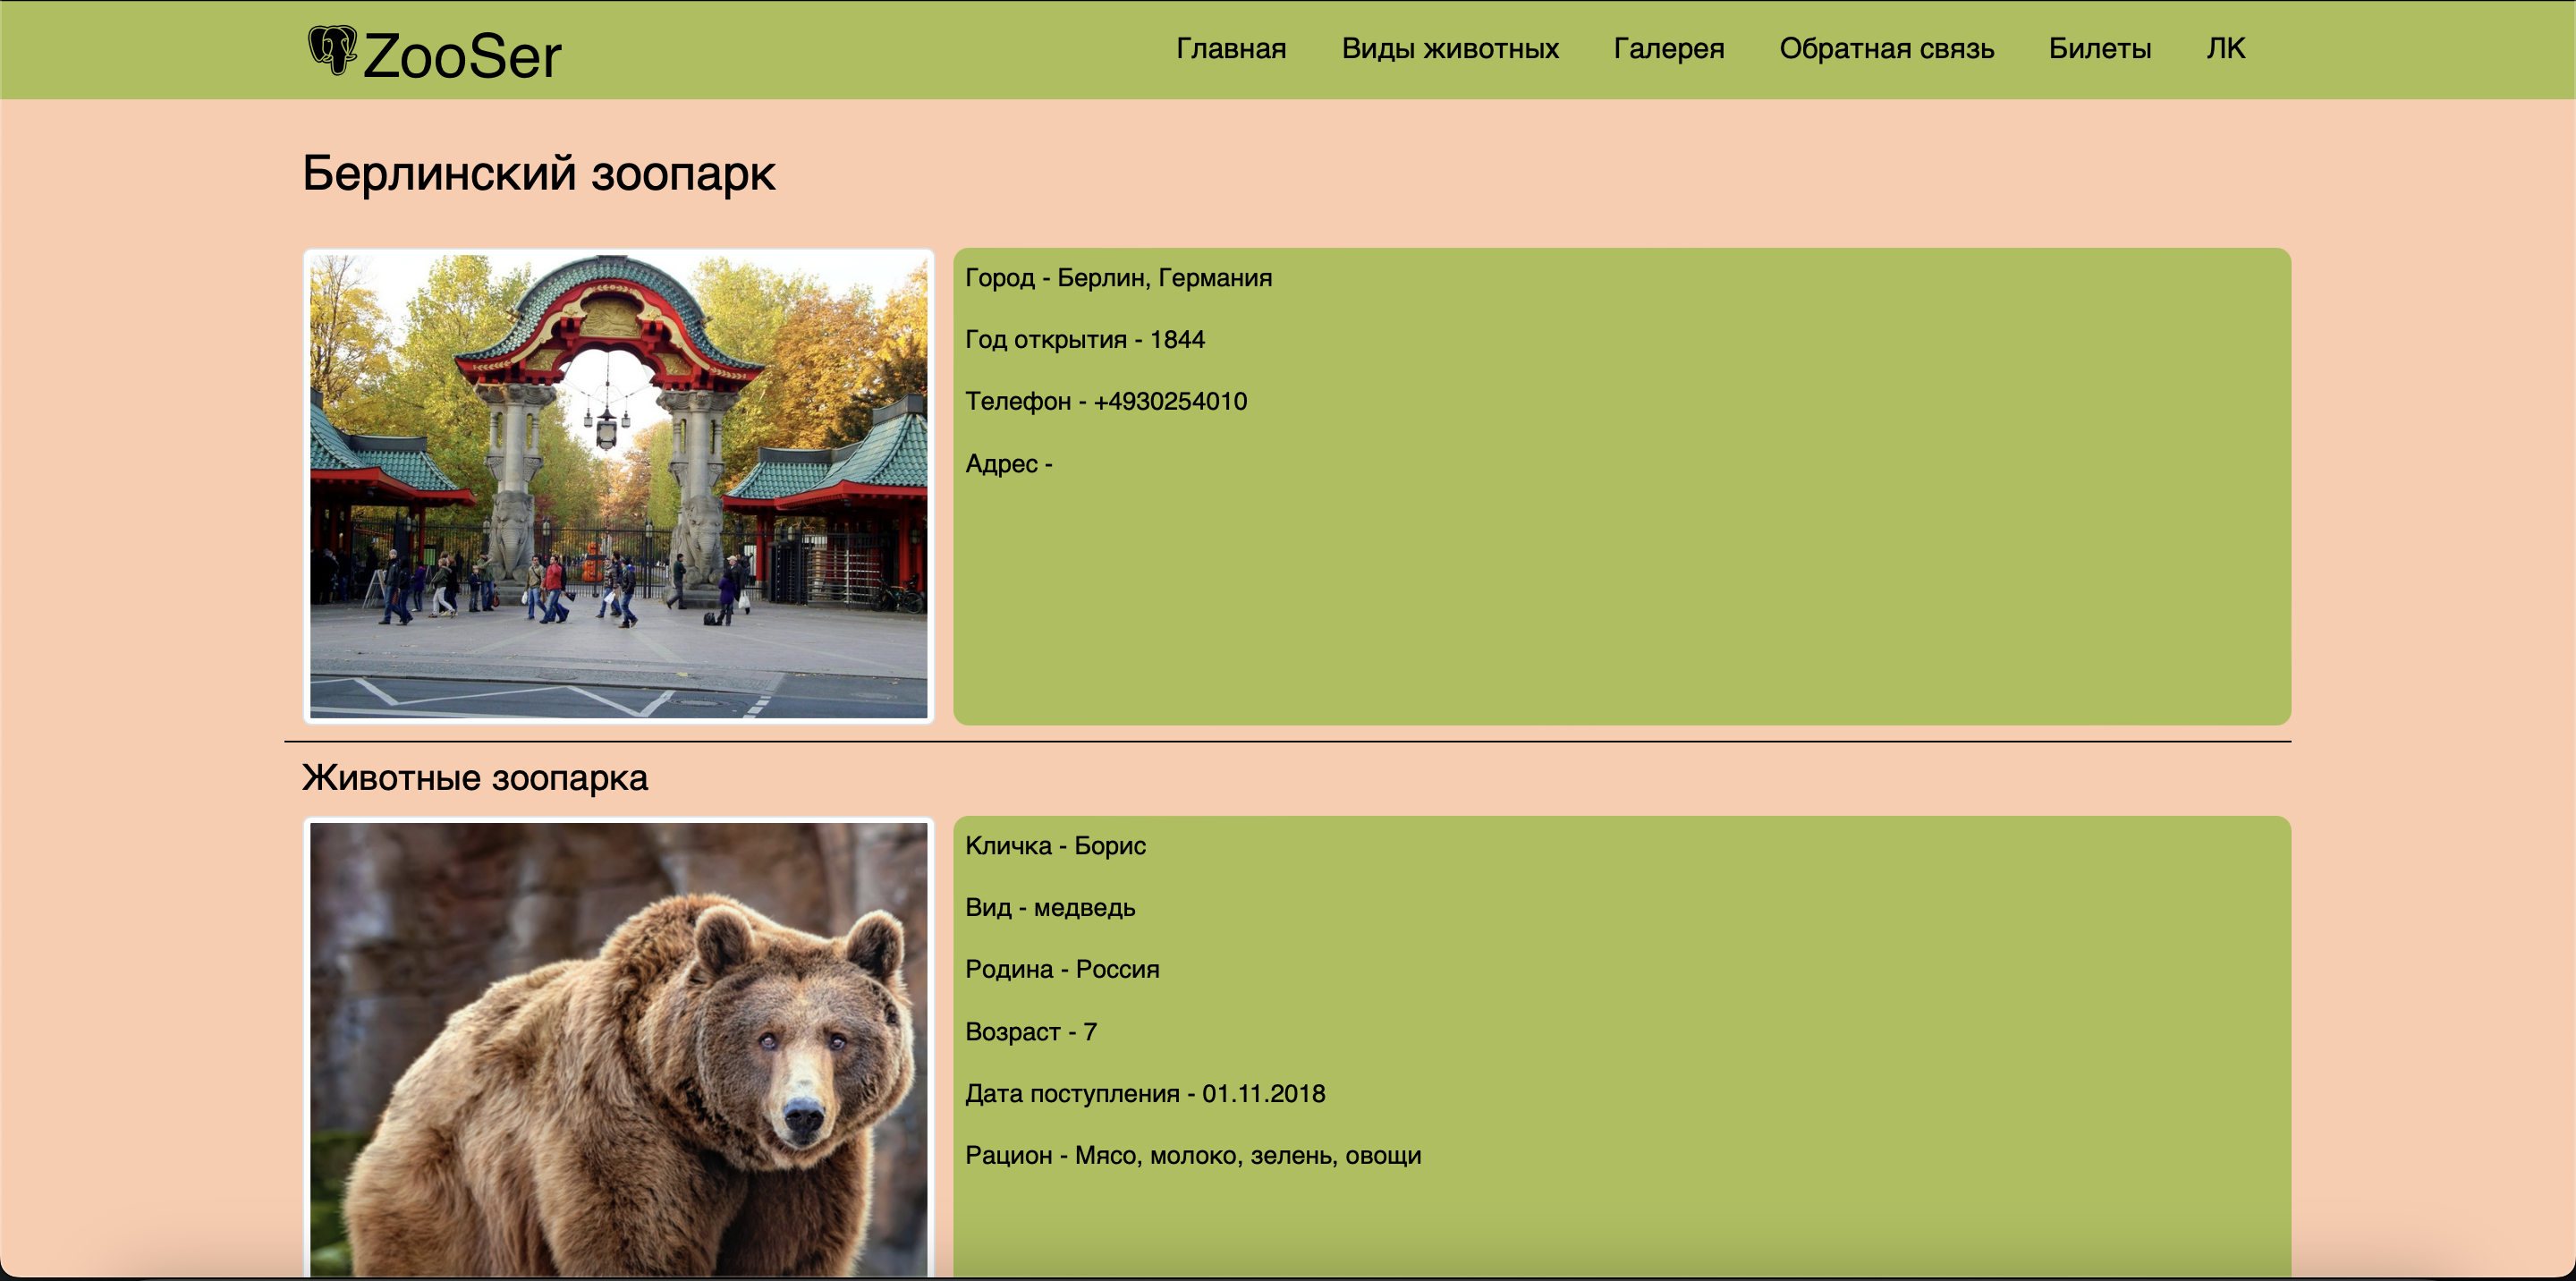 ZooSer
Главная Виды животных Галерея Обратная связь Билеты ЛК
Берлинский зоопарк
Город - Берлин, Германия
Год открытия - 1844
Телефон - +4930254010
Адрес -
Животные зоопарка
Кличка - Борис
Вид - медведь
Родина - Россия
Возраст - 7
Дата поступления - 01.11.2018
Рацион - Мясо, молоко, зелень, овощи